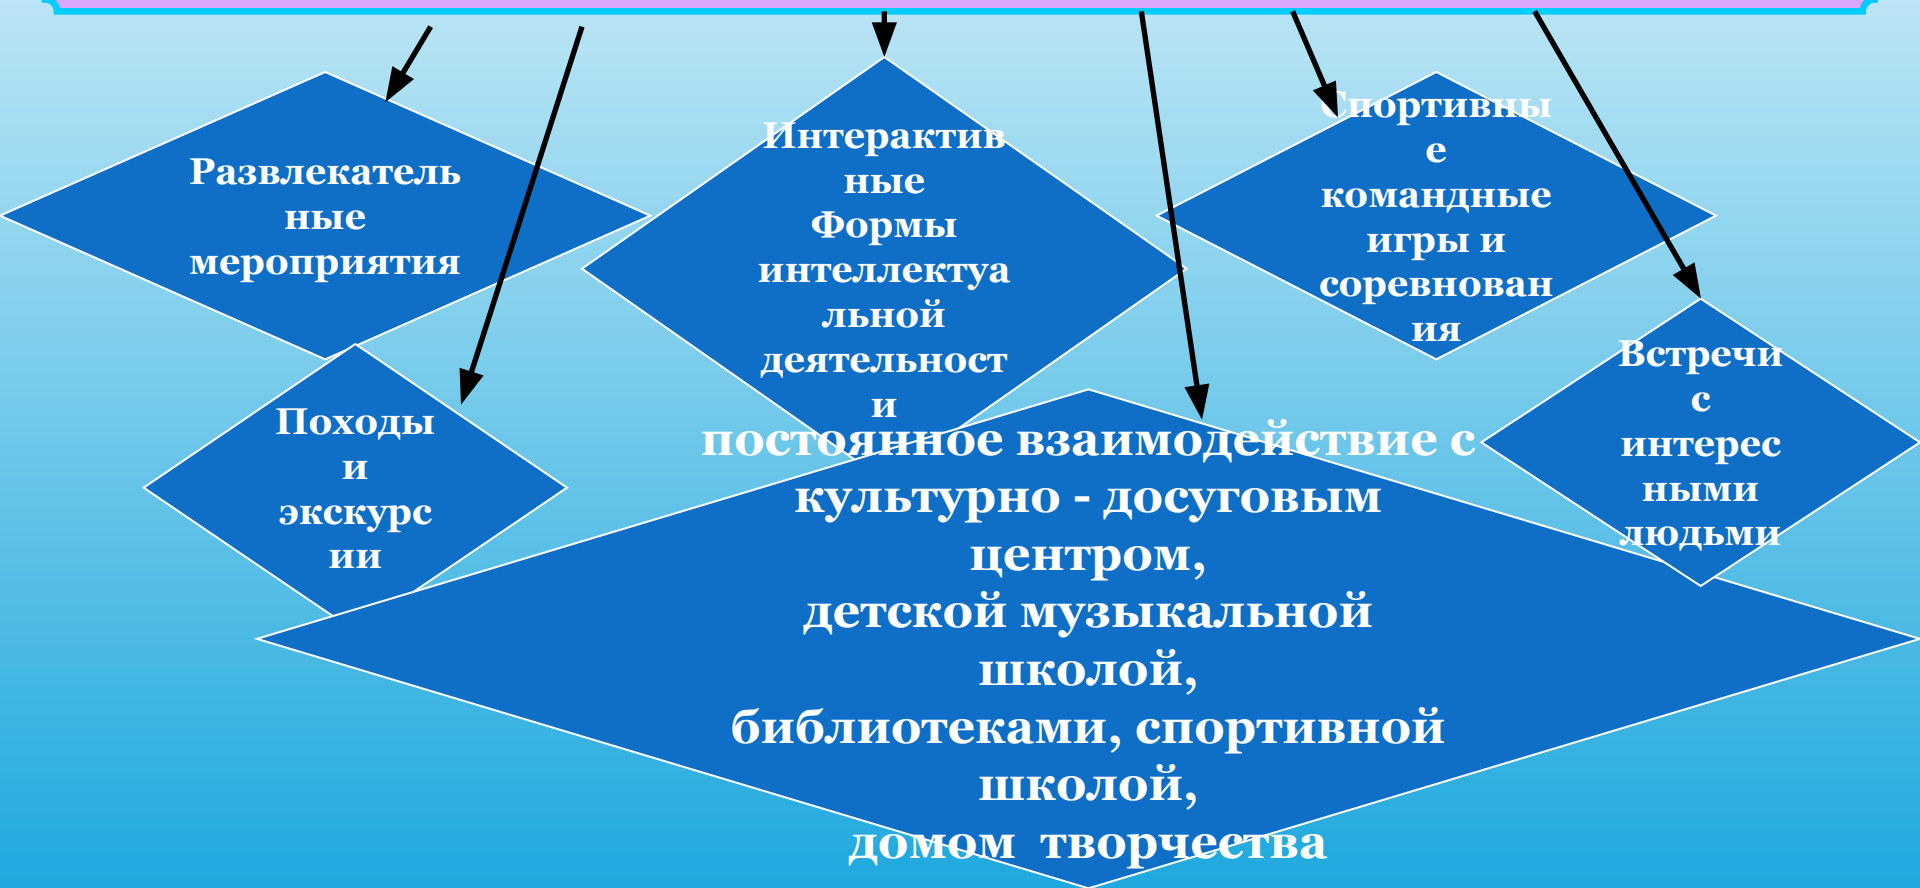 Развлекатель
ные
мероприятия
Интерактив
ные
Формы
интеллектуа
льной
деятельност
и
Спортивны
е
командные
игры и
соревнован
ия
Встречи
с
интерес
ными
людьми
Походы
и
экскурс
ии
постоянное взаимодействие с
культурно - досуговым
центром,
детской музыкальной
школой,
библиотеками, спортивной
школой,
домом творчества